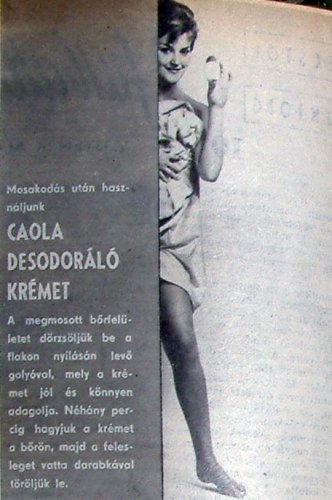 Mosakodás után hasz-
náljunk
CAOLA
DESODORÁLÓ
KRÉMET
A megmosott bőrfelü-
letet dörzsöljük be a
flakon nyílásán levő
golyóval, mely a kré-
met jól és könnyen
adagolja. Néhány per-
cig hagyjuk a krémet
a bőrön, majd a feles-
leget vatta darabkával
töröljük le.